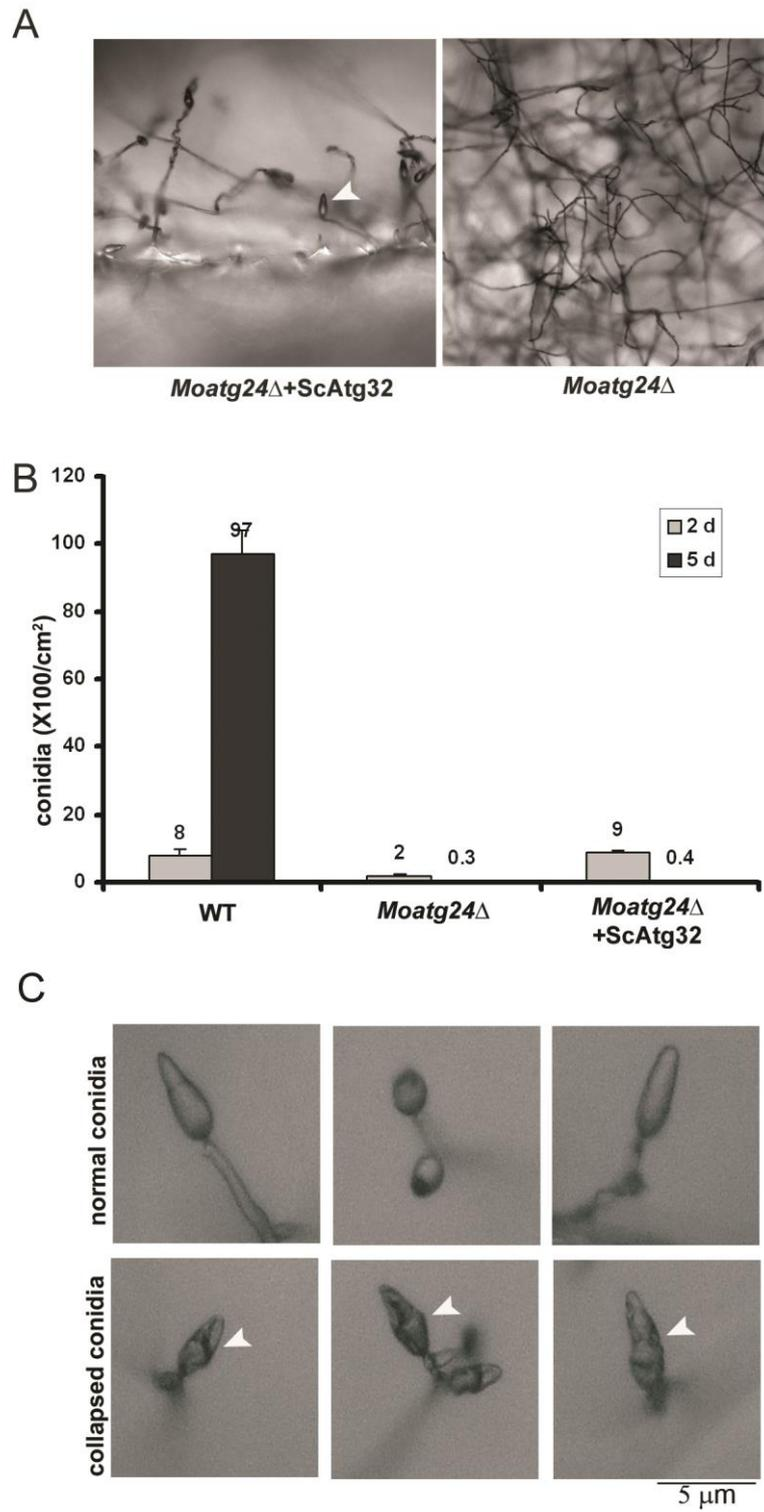 A
Moatg24Δ+ScAtg32
Moatg24Δ
B
conidia (X100/cm²)
120
100
80
60
40
20
0
97
8
2
0.3
9
0.4
2 d
5 d
WT
Moatg24Δ
Moatg24Δ
+ScAtg32
C
normal conidia
collapsed conidia
5 μm